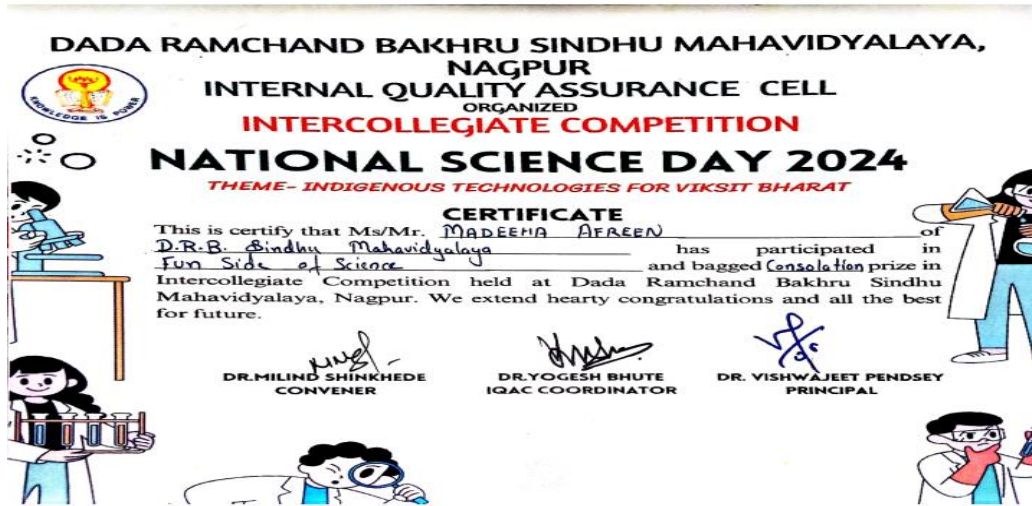 DADA RAMCHAND BAKHRU SINDHU MAHAVIDYALAYA,
NAGPUR
INTERNAL QUALITY ASSURANCE CELL
ORGANIZED
INTERCOLLEGIATE COMPETITION
KNOWLEDGE IS POWER
NATIONAL SCIENCE DAY 2024
THEME- INDIGENOUS TECHNOLOGIES FOR VIKSIT BHARAT
CERTIFICATE
This is certify that Ms/Mr. MADEEHA AFREEN of
D.R.B. Sindhu Mahavidyalaya has participated in
Fun Side of Science and bagged Consolation prize in
Intercollegiate Competition held at Dada Ramchand Bakhru Sindhu
Mahavidyalaya, Nagpur. We extend hearty congratulations and all the best
for future.
DR.MILIND SHINKHEDE DR.YOGESH BHUTE DR. VISHWAJEET PENDSEY
CONVENER IQAC COORDINATOR PRINCIPAL